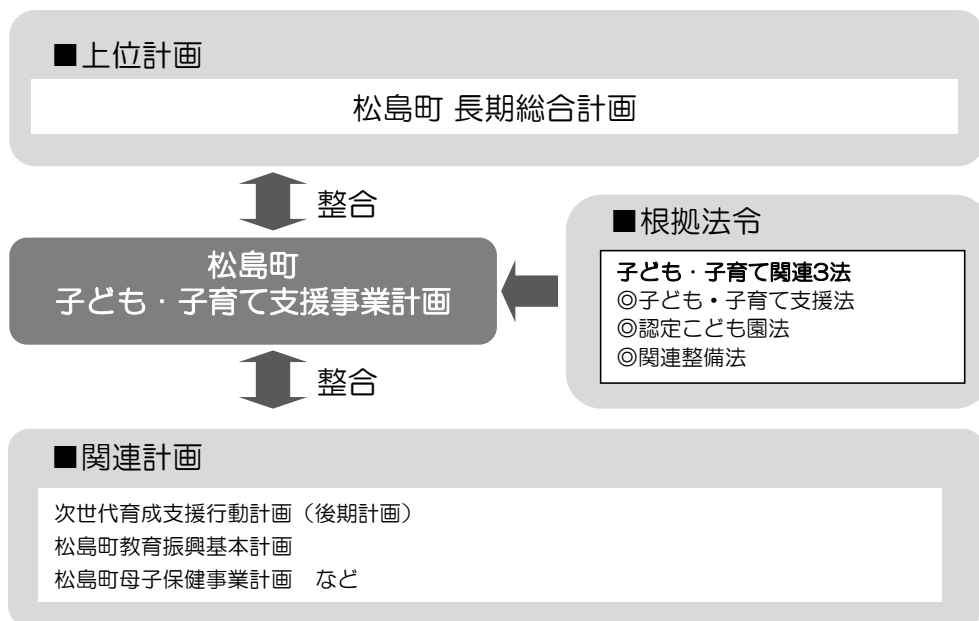 ■上位計画
松島町 長期総合計画
整合
松島町
子ども・子育て支援事業計画
■根拠法令
子ども・子育て関連3法
◎子ども・子育て支援法
◎認定こども園法
◎関連整備法
整合
■関連計画
次世代育成支援行動計画（後期計画）
松島町教育振興基本計画
松島町母子保健事業計画　など